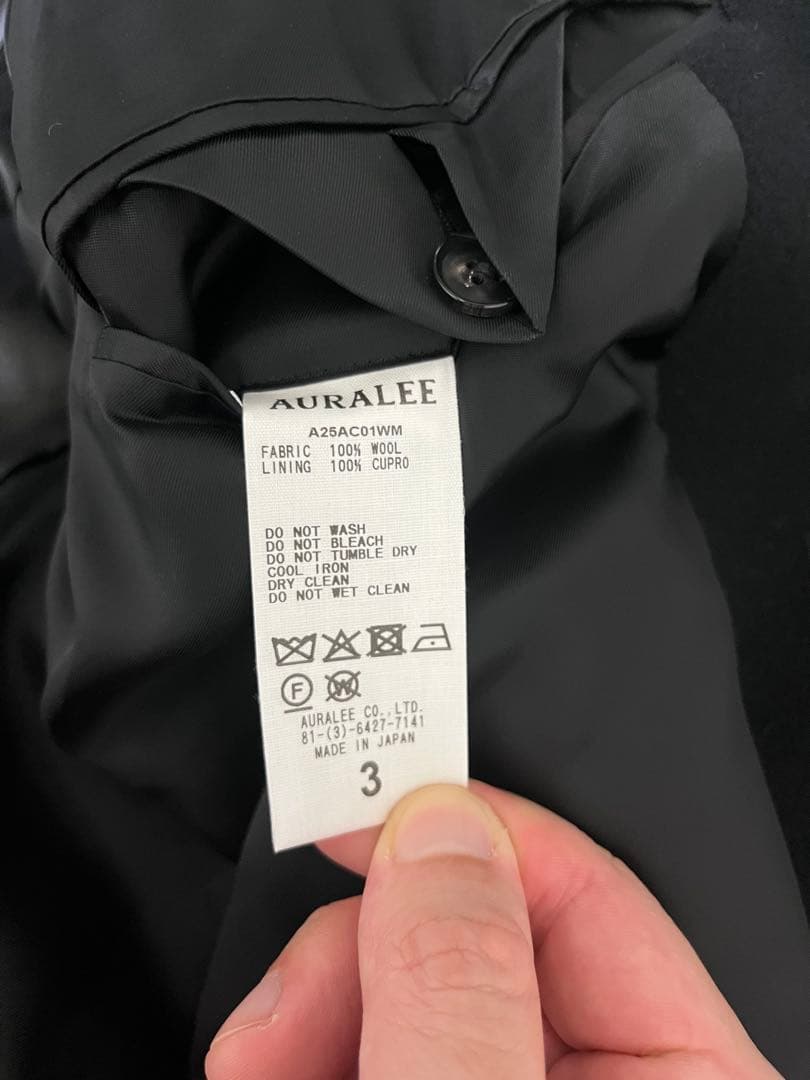 AURALEE
A25AC01WM
FABRIC 100% WOOL
LINING 100% CUPRO
DO NOT WASH
DO NOT BLEACH
DO NOT TUMBLE DRY
COOL IRON
DRY CLEAN
DO NOT WET CLEAN
F W
AURALEE CO.,LTD.
81-(3)-6427-7141
MADE IN JAPAN
3